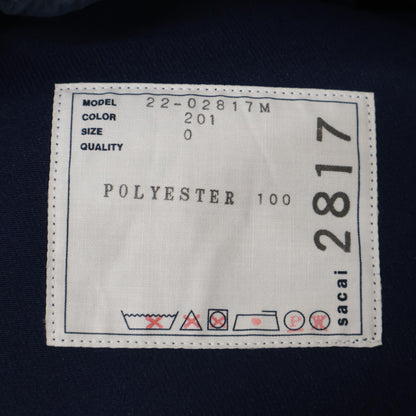 MODEL 22-02817M
COLOR 201
SIZE 0
QUALITY
POLYESTER 100
sacai 2817
P W